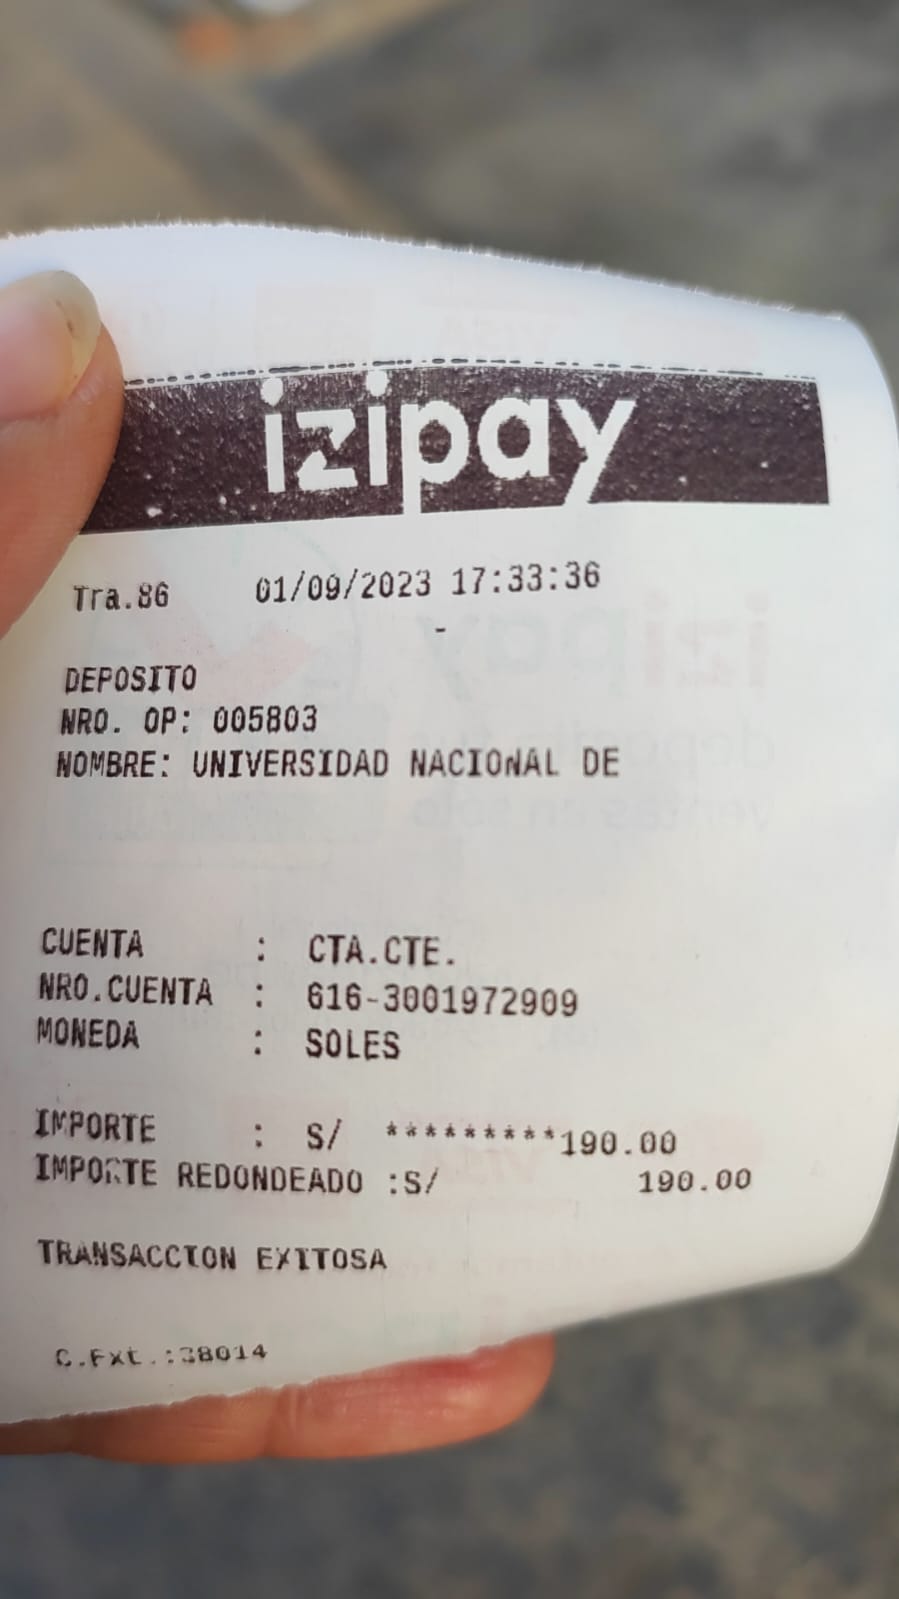 izipay
Tra.86 01/09/2023 17:33:36
-
DEPOSITO
NRO. OP: 005803
NOMBRE: UNIVERSIDAD NACIONAL DE
CUENTA : CTA.CTE.
NRO.CUENTA : 616-3001972909
MONEDA : SOLES
IMPORTE : S/ *********190.00
IMPORTE REDONDEADO :S/ 190.00
TRANSACCION EXITOSA
C.Ext.:38014